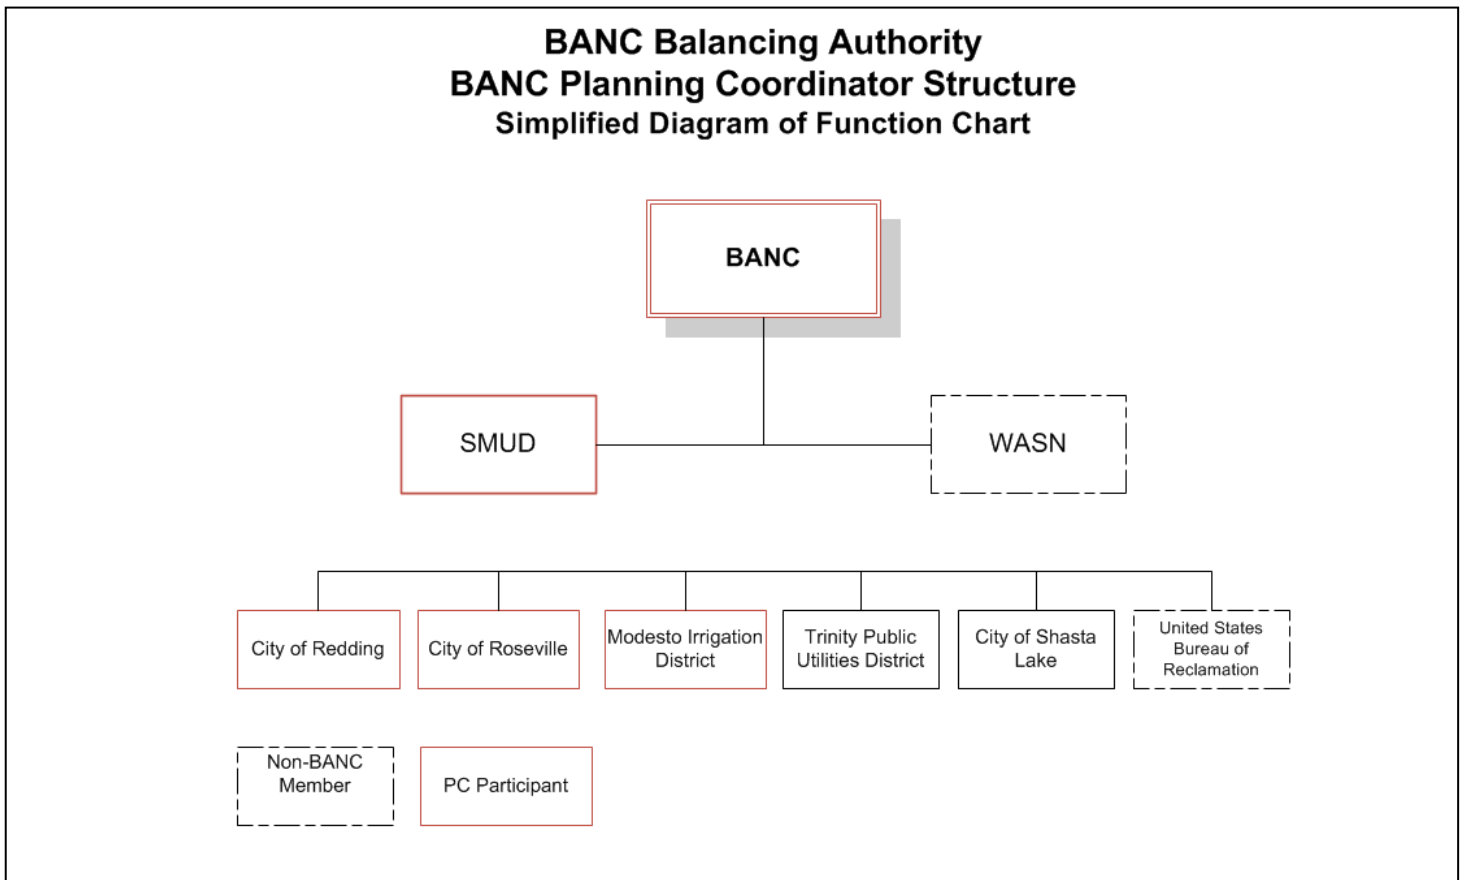 BANC Balancing Authority
BANC Planning Coordinator Structure
Simplified Diagram of Function Chart
BANC
SMUD
WASN
City of Redding
City of Roseville
Modesto Irrigation
District
Trinity Public
Utilities District
City of Shasta
Lake
United States
Bureau of
Reclamation
Non-BANC
Member
PC Participant